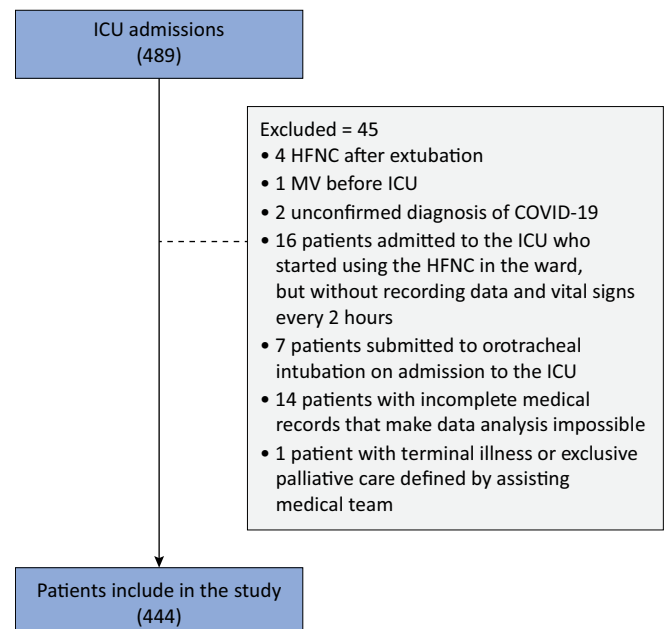 ICU admissions
(489)
Excluded = 45
• 4 HFNC after extubation
• 1 MV before ICU
• 2 unconfirmed diagnosis of COVID-19
• 16 patients admitted to the ICU who
started using the HFNC in the ward,
but without recording data and vital signs
every 2 hours
• 7 patients submitted to orotracheal
intubation on admission to the ICU
• 14 patients with incomplete medical
records that make data analysis impossible
• 1 patient with terminal illness or exclusive
palliative care defined by assisting
medical team
Patients include in the study
(444)